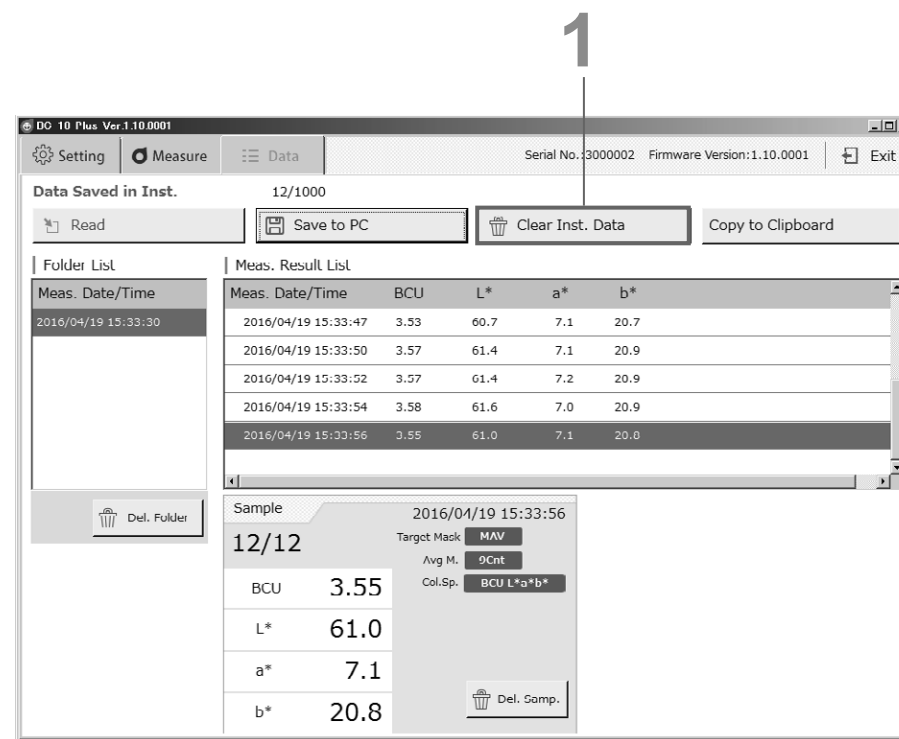 1
DC 10 Plus Ver.1.10.0001
Setting Measure Data Serial No.:3000002 Firmware Version:1.10.0001 Exit
Data Saved in Inst. 12/1000
Read Save to PC Clear Inst. Data Copy to Clipboard
Folder List Meas. Result List
Meas. Date/Time Meas. Date/Time BCU L* a* b*
2016/04/19 15:33:30 2016/04/19 15:33:47 3.53 60.7 7.1 20.7
2016/04/19 15:33:50 3.57 61.4 7.1 20.9
2016/04/19 15:33:52 3.57 61.4 7.2 20.9
2016/04/19 15:33:54 3.58 61.6 7.0 20.9
2016/04/19 15:33:56 3.55 61.0 7.1 20.8
Del. Folder
Sample 2016/04/19 15:33:56
12/12 Target Mask MAV
Avg M. 9Cnt
BCU 3.55 Col.Sp. BCU L*a*b*
L* 61.0
a* 7.1
Del. Samp.
b* 20.8